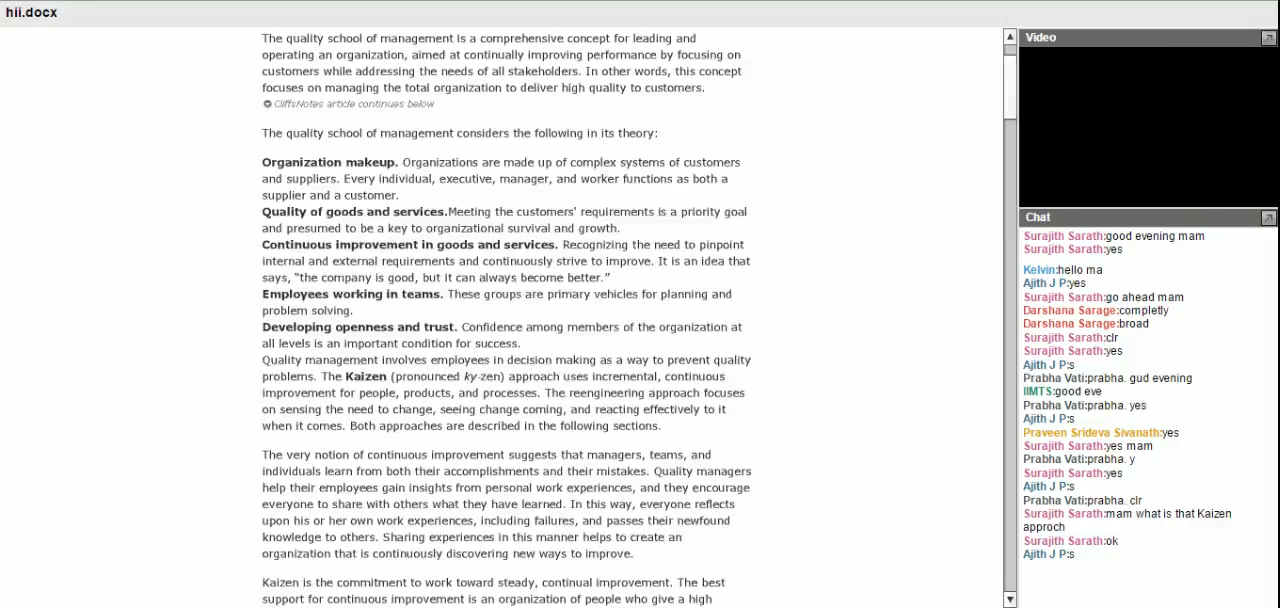 hii.docx
The quality school of management is a comprehensive concept for leading and
operating an organization, aimed at continually improving performance by focusing on
customers while addressing the needs of all stakeholders. In other words, this concept
focuses on managing the total organization to deliver high quality to customers.
CliffsNotes article continues below
The quality school of management considers the following in its theory:
Organization makeup. Organizations are made up of complex systems of customers
and suppliers. Every individual, executive, manager, and worker functions as both a
supplier and a customer.
Quality of goods and services.Meeting the customers' requirements is a priority goal
and presumed to be a key to organizational survival and growth.
Continuous improvement in goods and services. Recognizing the need to pinpoint
internal and external requirements and continuously strive to improve. It is an idea that
says, “the company is good, but it can always become better.”
Employees working in teams. These groups are primary vehicles for planning and
problem solving.
Developing openness and trust. Confidence among members of the organization at
all levels is an important condition for success.
Quality management involves employees in decision making as a way to prevent quality
problems. The Kaizen (pronounced ky-zen) approach uses incremental, continuous
improvement for people, products, and processes. The reengineering approach focuses
on sensing the need to change, seeing change coming, and reacting effectively to it
when it comes. Both approaches are described in the following sections.
The very notion of continuous improvement suggests that managers, teams, and
individuals learn from both their accomplishments and their mistakes. Quality managers
help their employees gain insights from personal work experiences, and they encourage
everyone to share with others what they have learned. In this way, everyone reflects
upon his or her own work experiences, including failures, and passes their newfound
knowledge to others. Sharing experiences in this manner helps to create an
organization that is continuously discovering new ways to improve.
Kaizen is the commitment to work toward steady, continual improvement. The best
support for continuous improvement is an organization of people who give a high
Video
Chat
Surajith Sarath:good evening mam
Surajith Sarath:yes
Kelvin:hello ma
Ajith J P:yes
Surajith Sarath:go ahead mam
Darshana Sarage:completly
Darshana Sarage:broad
Surajith Sarath:clr
Surajith Sarath:yes
Ajith J P:s
Prabha Vati:prabha. gud evening
IIMTS:good eve
Prabha Vati:prabha. yes
Ajith J P:s
Praveen Srideva Sivanath:yes
Surajith Sarath:yes mam
Prabha Vati:prabha. y
Surajith Sarath:yes
Ajith J P:s
Prabha Vati:prabha. clr
Surajith Sarath:mam what is that Kaizen
approch
Surajith Sarath:ok
Ajith J P:s